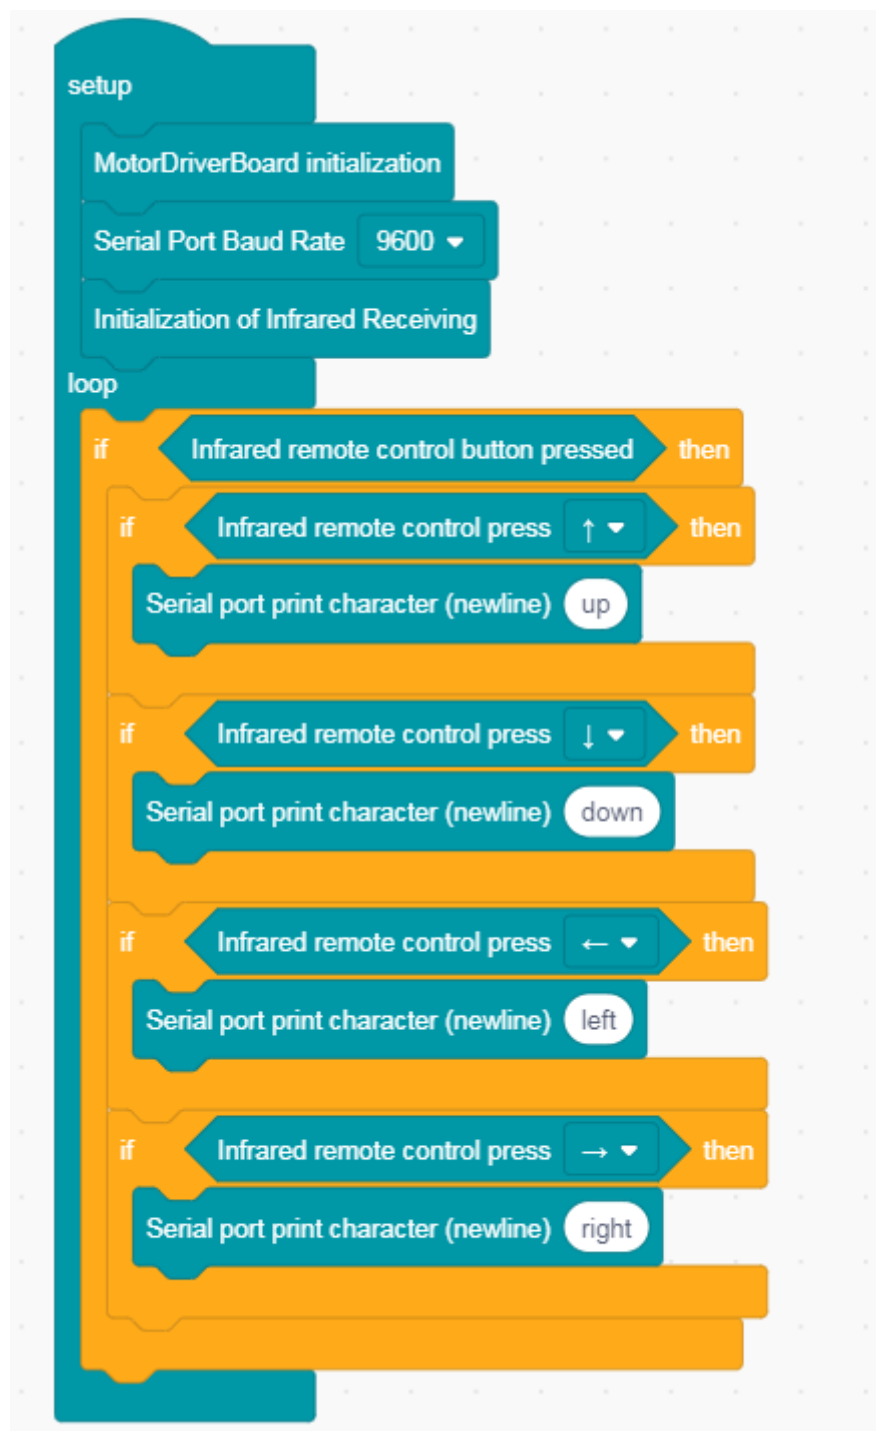 setup
MotorDriverBoard initialization
Serial Port Baud Rate 9600
Initialization of Infrared Receiving
loop
if Infrared remote control button pressed then
if Infrared remote control press ↑ then
Serial port print character (newline) up
if Infrared remote control press ↓ then
Serial port print character (newline) down
if Infrared remote control press ← then
Serial port print character (newline) left
if Infrared remote control press → then
Serial port print character (newline) right